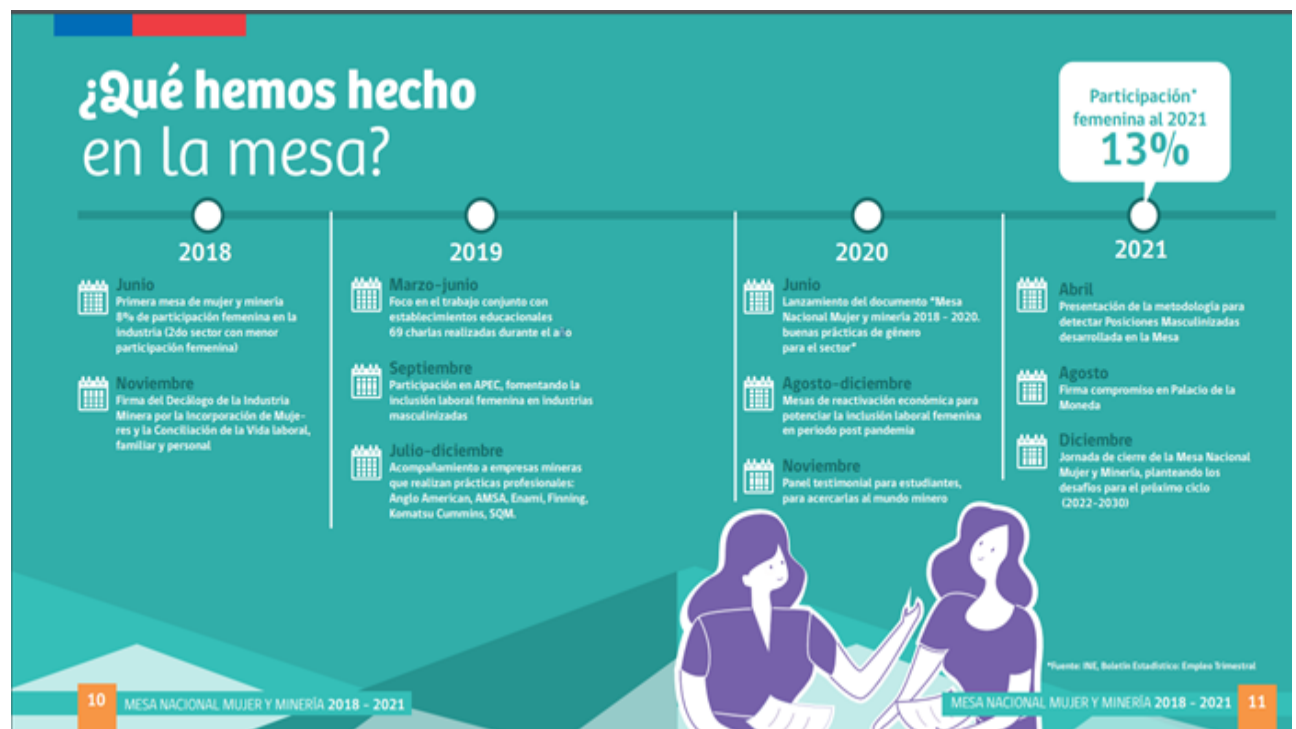 ¿Qué hemos hecho
en la mesa?
Participación*
femenina al 2021
13%
2018
Junio
Primera mesa de mujer y minería
8% de participación femenina en la
industria (2do sector con menor
participación femenina)
Noviembre
Firma del Decálogo de la Industria
Minera por la Incorporación de Muje-
res y la Conciliación de la Vida laboral,
familiar y personal
2019
Marzo-junio
Foco en el trabajo conjunto con
establecimientos educacionales
69 charlas realizadas durante el
Septiembre
Participación en APEC, fomentando la
inclusión laboral femenina en industrias
masculinizadas
Julio-diciembre
Acompañamiento a empresas mineras
que realizan prácticas profesionales:
Anglo American, AMSA, Enami, Finning,
Komatsu Cummins, SQM.
2020
Junio
Lanzamiento del documento "Mesa
Nacional Mujer y minería 2018 - 2020.
buenas prácticas de género
para el sector"
Agosto-diciembre
Mesas de reactivación económica para
potenciar la inclusión laboral femenina
en periodo post pandemia
Noviembre
Panel testimonial para estudiantes,
para acercarlas al mundo minero
2021
Abril
Presentación de la metodología para
detectar Posiciones Masculinizadas
desarrollada en la Mesa
Agosto
Firma compromiso en Palacio de la
Moneda
Diciembre
Jornada de cierre de la Mesa Nacional
Mujer y Minería, planteando los
desafíos para el próximo ciclo
(2022-2030)
*Fuente: INE, Boletín Estadístico: Empleo Trimestral
10 MESA NACIONAL MUJER Y MINERÍA 2018 - 2021
MESA NACIONAL MUJER Y MINERÍA 2018 - 2021 11